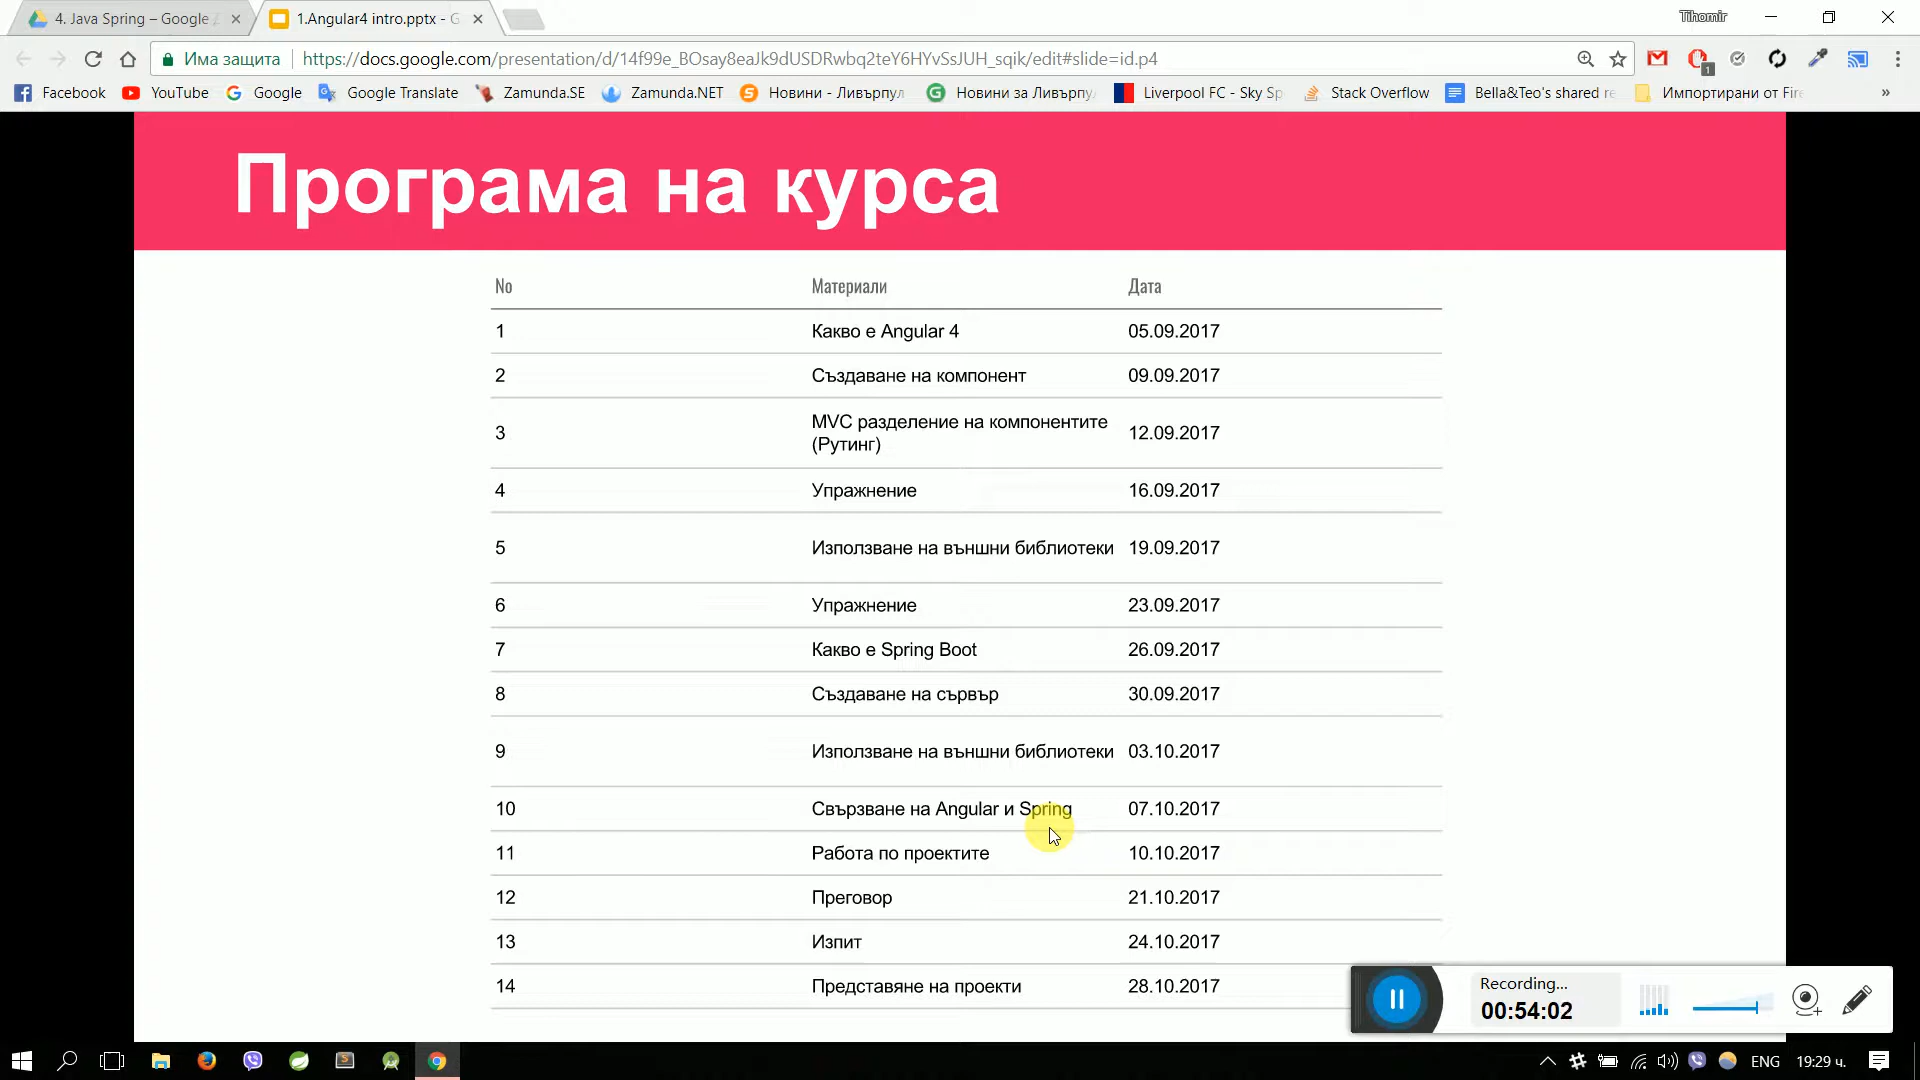 4. Java Spring – Google
1.Angular4 intro.pptx - G
Tihomir
Има защита
https://docs.google.com/presentation/d/14f99e_BOsay8eaJk9dUSDRwbq2teY6HYvSsJUH_sqik/edit#slide=id.p4
1
Facebook
YouTube
Google
Google Translate
Zamunda.SE
Zamunda.NET
Новини - Ливърпул
Новини за Ливърпу
Liverpool FC - Sky Sp
Stack Overflow
Bella&Teo's shared re
Импортирани от Fire
»
Програма на курса
No Материали Дата
1 Какво е Angular 4 05.09.2017
2 Създаване на компонент 09.09.2017
3 MVC разделение на компонентите (Рутинг) 12.09.2017
4 Упражнение 16.09.2017
5 Използване на външни библиотеки 19.09.2017
6 Упражнение 23.09.2017
7 Какво е Spring Boot 26.09.2017
8 Създаване на сървър 30.09.2017
9 Използване на външни библиотеки 03.10.2017
10 Свързване на Angular и Spring 07.10.2017
11 Работа по проектите 10.10.2017
12 Преговор 21.10.2017
13 Изпит 24.10.2017
14 Представяне на проекти 28.10.2017
Recording...
00:54:02
ENG
19:29 ч.